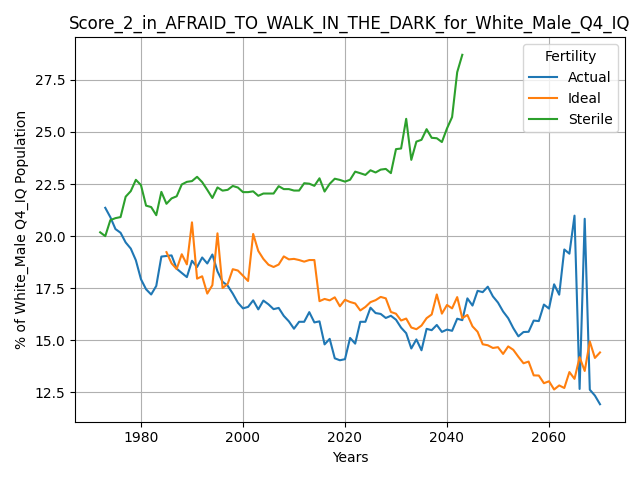 Score_2_in_AFRAID_TO_WALK_IN_THE_DARK_for_White_Male_Q4_IQ
Fertility
Actual
Ideal
Sterile
% of White_Male Q4_IQ Population
27.5
25.0
22.5
20.0
17.5
15.0
12.5
1980
2000
2020
2040
2060
Years